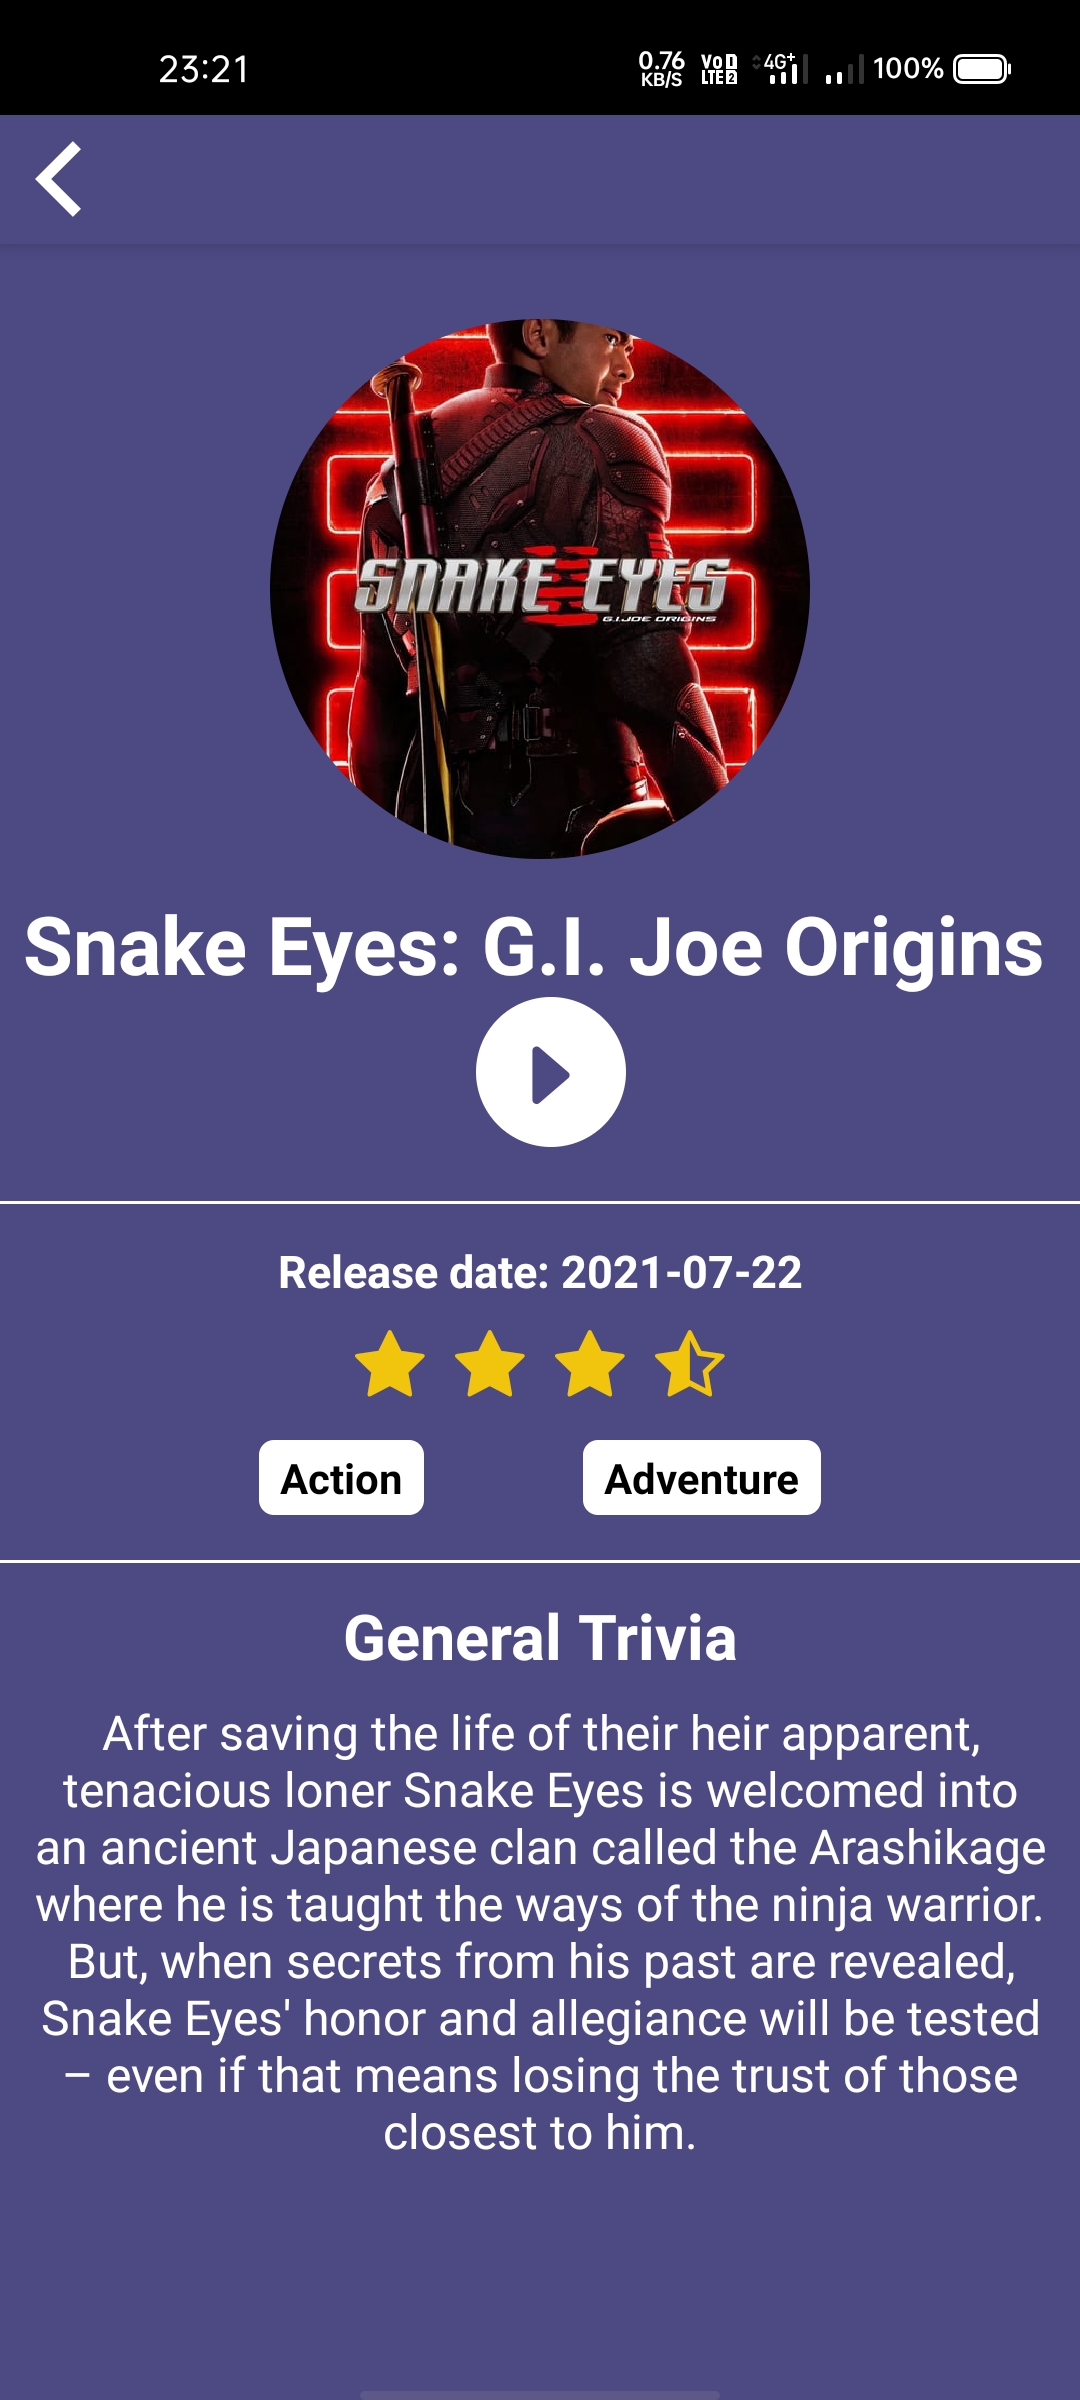 23:21
0.76
KB/S
VoD
LTE 2
4G+
100%
SNAKE EYES
G.I.JOE ORIGINS
Snake Eyes: G.I. Joe Origins
Release date: 2021-07-22
Action
Adventure
General Trivia
After saving the life of their heir apparent,
tenacious loner Snake Eyes is welcomed into
an ancient Japanese clan called the Arashikage
where he is taught the ways of the ninja warrior.
But, when secrets from his past are revealed,
Snake Eyes' honor and allegiance will be tested
– even if that means losing the trust of those
closest to him.